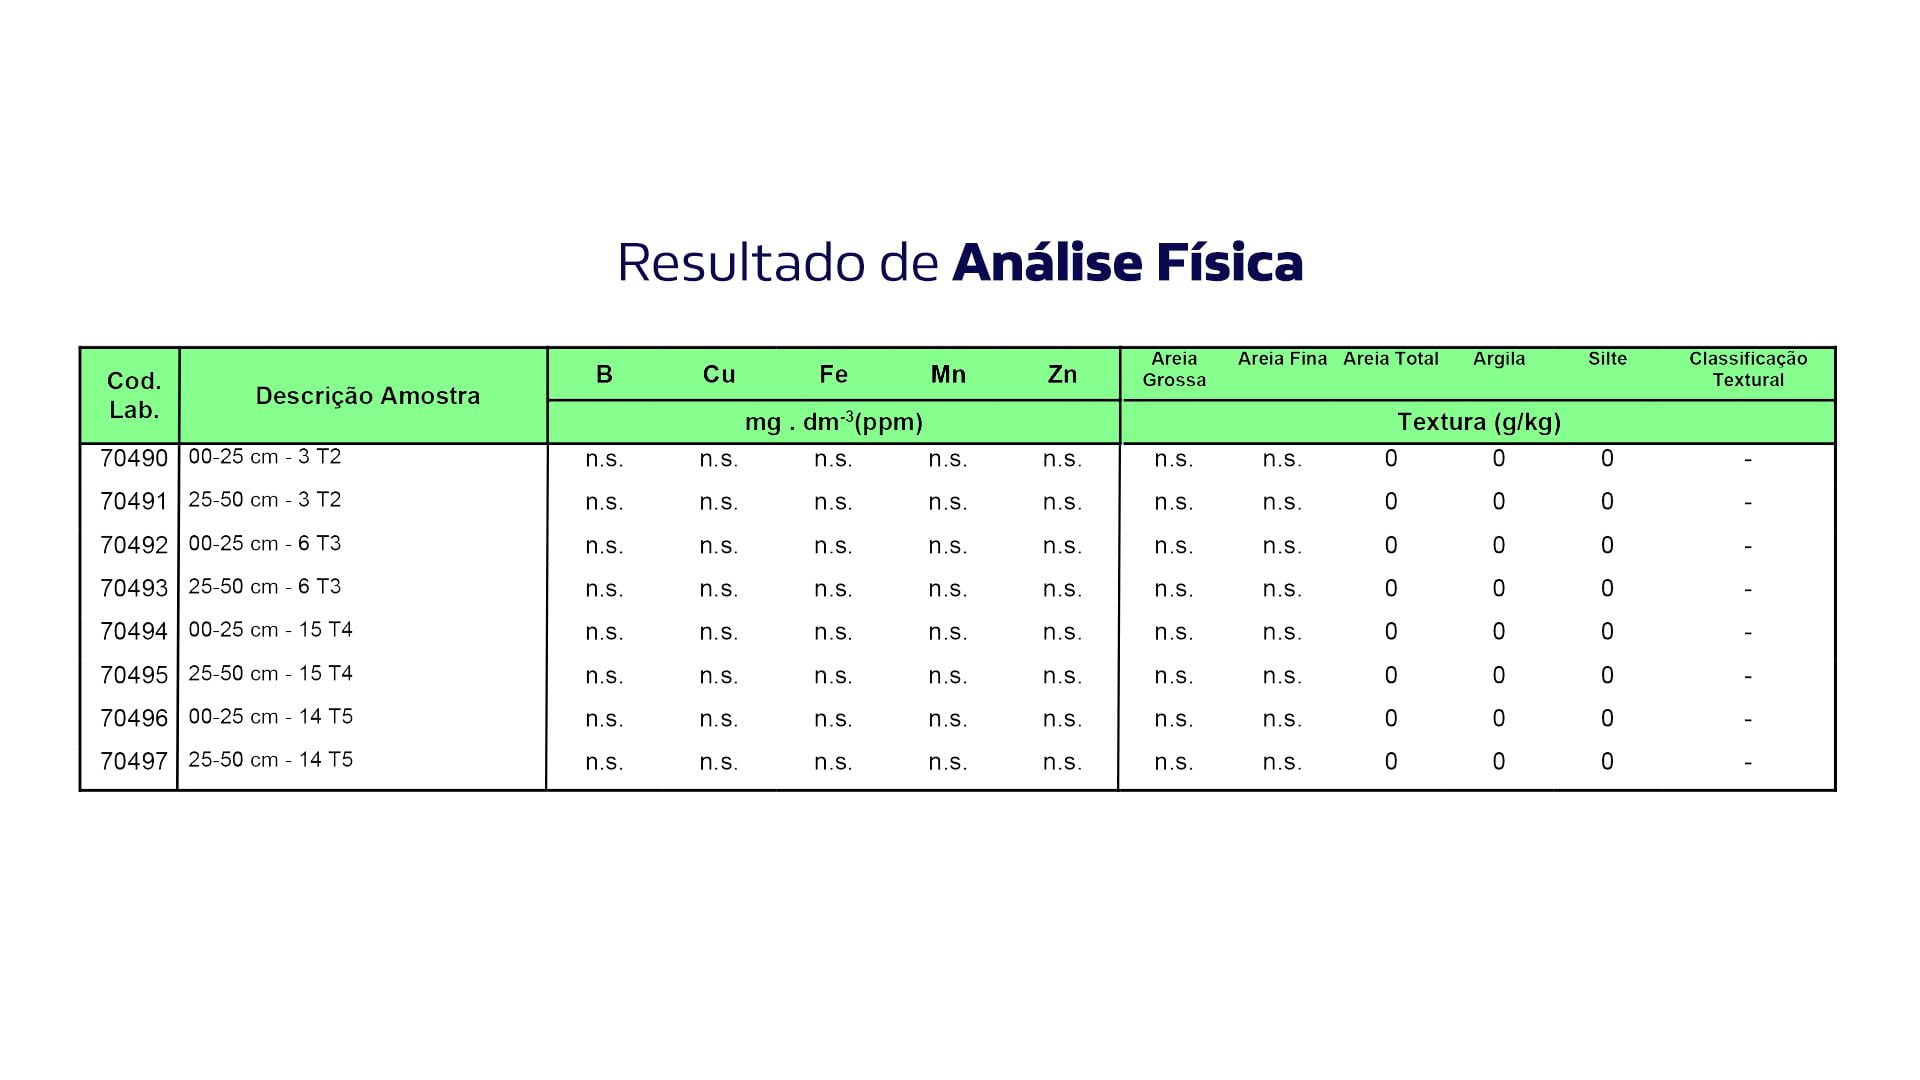 Resultado de Análise Física
Cod. Lab. Descrição Amostra B Cu Fe Mn Zn Areia Grossa Areia Fina Areia Total Argila Silte Classificação Textural
mg . dm-3(ppm) Textura (g/kg)
70490 00-25 cm - 3 T2 n.s. n.s. n.s. n.s. n.s. n.s. n.s. 0 0 0 -
70491 25-50 cm - 3 T2 n.s. n.s. n.s. n.s. n.s. n.s. n.s. 0 0 0 -
70492 00-25 cm - 6 T3 n.s. n.s. n.s. n.s. n.s. n.s. n.s. 0 0 0 -
70493 25-50 cm - 6 T3 n.s. n.s. n.s. n.s. n.s. n.s. n.s. 0 0 0 -
70494 00-25 cm - 15 T4 n.s. n.s. n.s. n.s. n.s. n.s. n.s. 0 0 0 -
70495 25-50 cm - 15 T4 n.s. n.s. n.s. n.s. n.s. n.s. n.s. 0 0 0 -
70496 00-25 cm - 14 T5 n.s. n.s. n.s. n.s. n.s. n.s. n.s. 0 0 0 -
70497 25-50 cm - 14 T5 n.s. n.s. n.s. n.s. n.s. n.s. n.s. 0 0 0 -